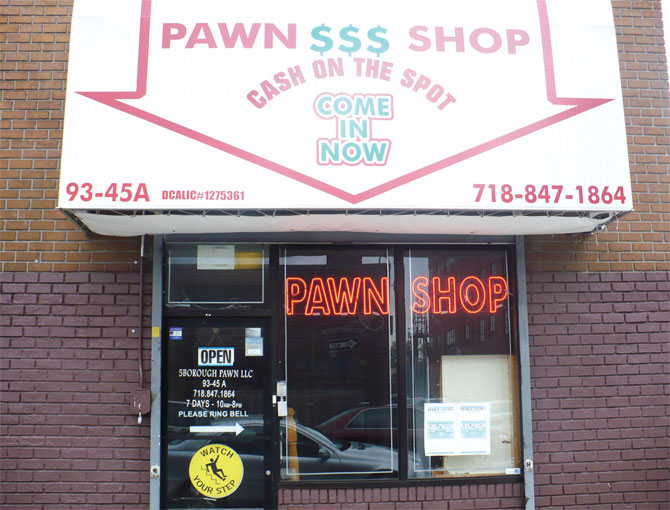 PAWN $$$ SHOP
CASH ON THE SPOT
COME
IN
NOW
93-45A
DCALIC#1275361
718-847-1864
PAWN SHOP
OPEN
5BOROUGH PAWN LLC
93-45 A
718.847.1864
7 DAYS - 10AM-8PM
PLEASE RING BELL
WATCH
YOUR STEP